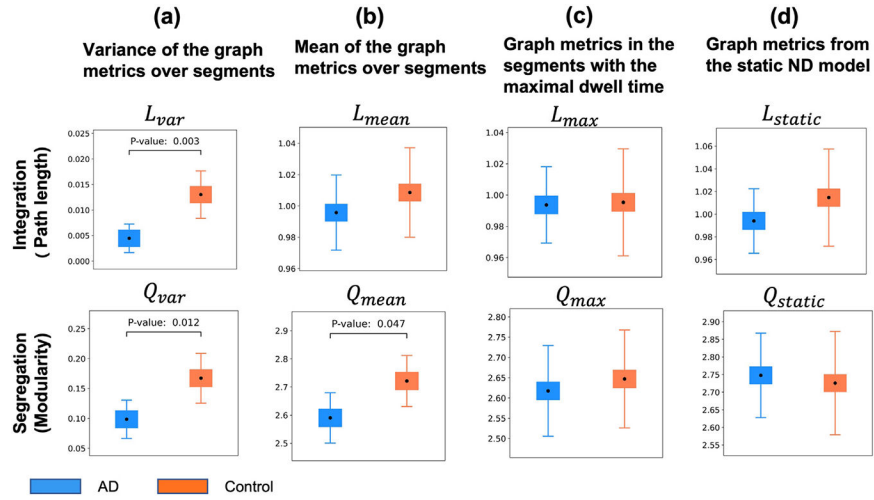 (a)
(b)
(c)
(d)
Variance of the graph
metrics over segments
Mean of the graph
metrics over segments
Graph metrics in the
segments with the
maximal dwell time
Graph metrics from
the static ND model
Integration
( Path length)
L_var
0.025
0.020
0.015
0.010
0.005
0.000
P-value: 0.003
L_mean
1.04
1.02
1.00
0.98
0.96
L_max
1.04
1.02
1.00
0.98
0.96
L_static
1.06
1.04
1.02
1.00
0.98
0.96
Segregation
(Modularity)
Q_var
0.25
0.20
0.15
0.10
0.05
P-value: 0.012
Q_mean
2.9
2.8
2.7
2.6
2.5
P-value: 0.047
Q_max
2.80
2.75
2.70
2.65
2.60
2.55
2.50
Q_static
2.90
2.85
2.80
2.75
2.70
2.65
2.60
2.55
AD
Control